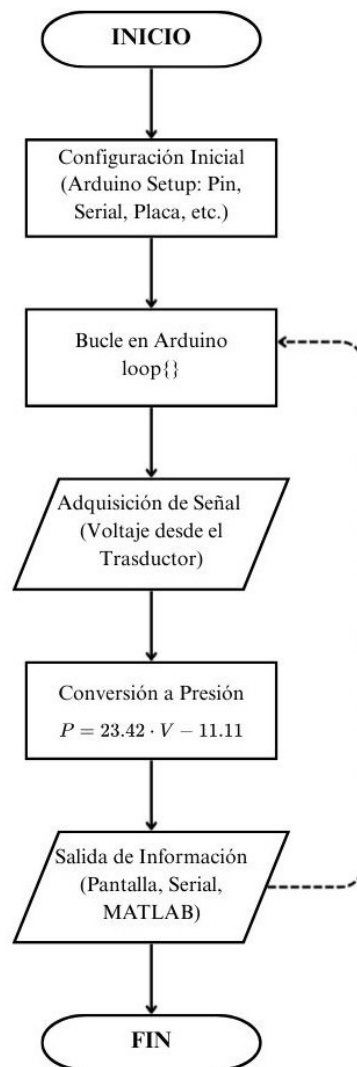 INICIO
Configuración Inicial
(Arduino Setup: Pin,
Serial, Placa, etc.)
Bucle en Arduino
loop{}
Adquisición de Señal
(Voltaje desde el
Trasductor)
Conversión a Presión
P = 23.42 · V − 11.11
Salida de Información
(Pantalla, Serial,
MATLAB)
FIN